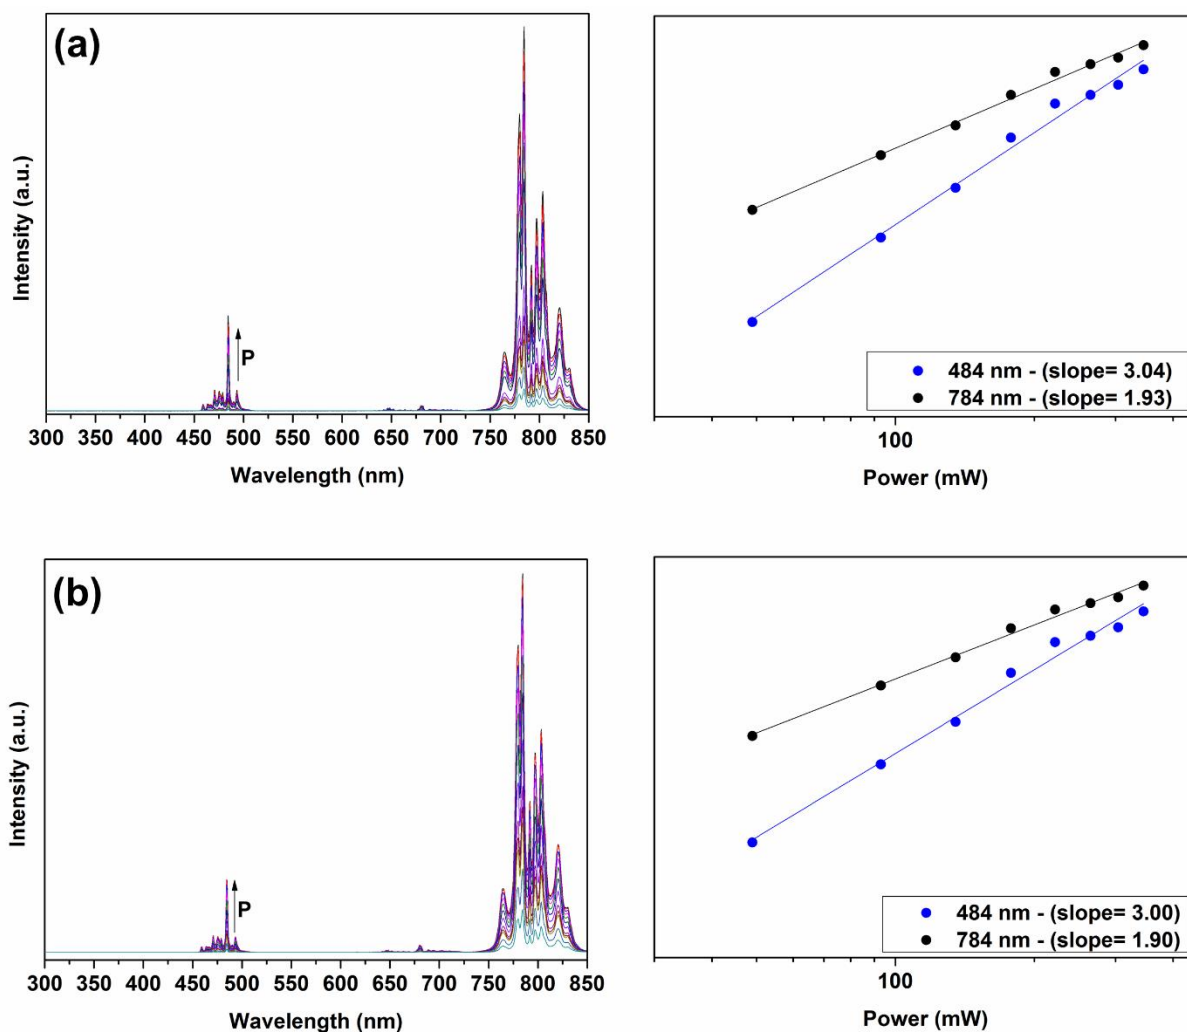 (a)
Intensity (a.u.)
P
300 350 400 450 500 550 600 650 700 750 800 850
Wavelength (nm)
484 nm - (slope= 3.04)
784 nm - (slope= 1.93)
100
Power (mW)
(b)
Intensity (a.u.)
P
300 350 400 450 500 550 600 650 700 750 800 850
Wavelength (nm)
484 nm - (slope= 3.00)
784 nm - (slope= 1.90)
100
Power (mW)